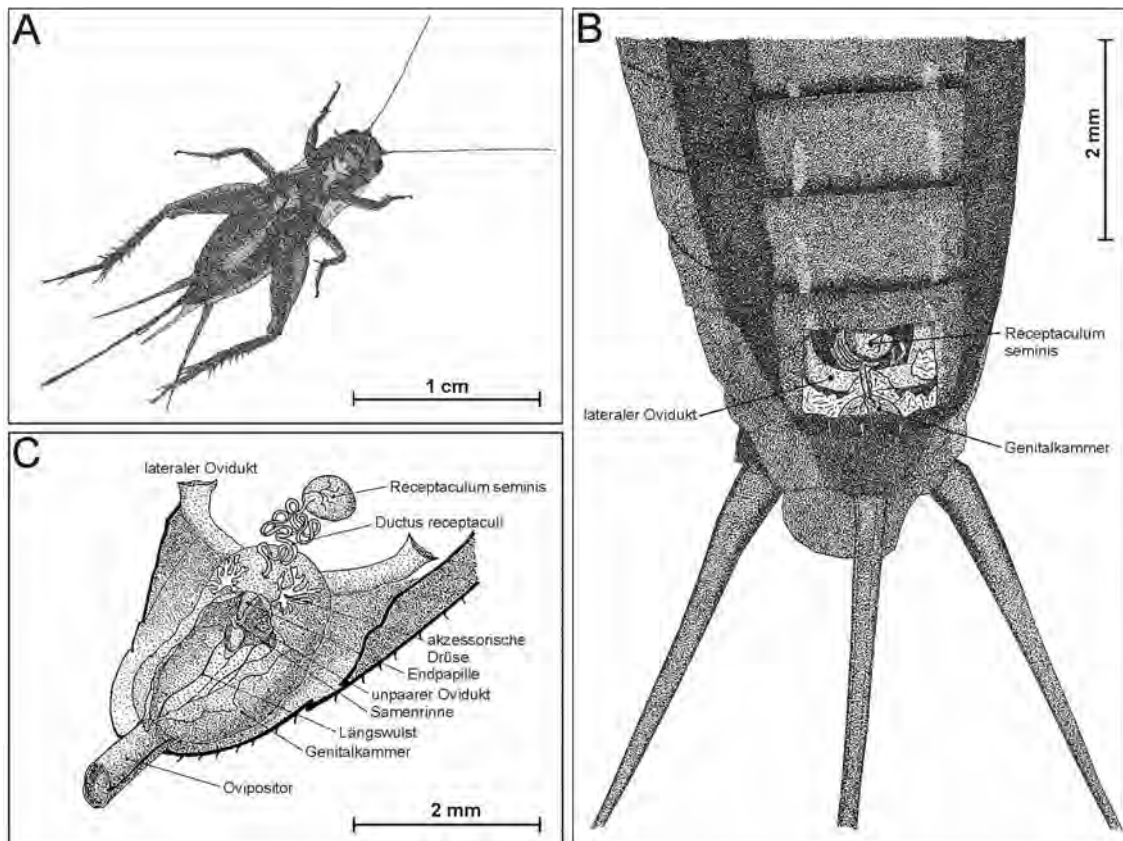 A
1 cm
B
2 mm
Receptaculum
seminis
lateraler Ovidukt
Genitalkammer
C
lateraler Ovidukt
Receptaculum seminis
Ductus receptaculi
akzessorische
Drüse
Endpapille
unpaarer Ovidukt
Samenrinne
Längswulst
Genitalkammer
Ovipositor
2 mm